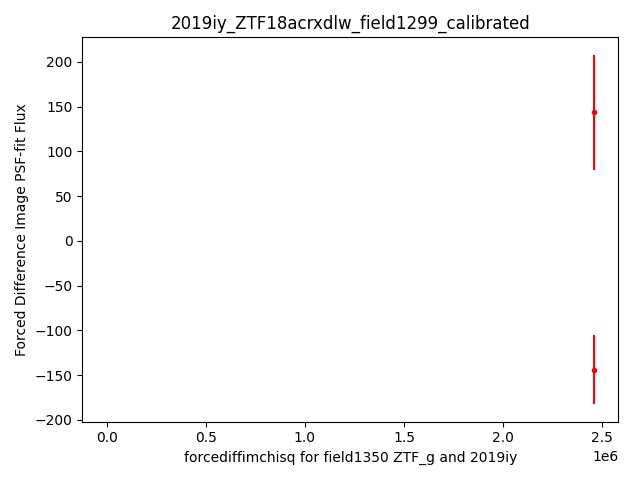 2019iy_ZTF18acrxdlw_field1299_calibrated
Forced Difference Image PSF-fit Flux
200
150
100
50
0
−50
−100
−150
−200
0.0 0.5 1.0 1.5 2.0 2.5
1e6
forcediffimchisq for field1350 ZTF_g and 2019iy